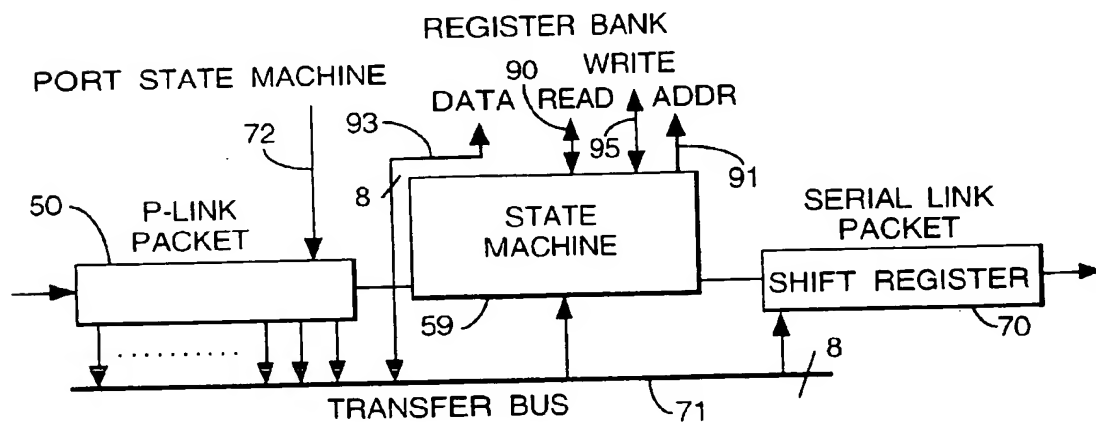 REGISTER BANK
PORT STATE MACHINE
90
WRITE
DATA READ ADDR
72
93
95
91
8
50
P-LINK
PACKET
STATE
MACHINE
SERIAL LINK
PACKET
SHIFT REGISTER
59
70
8
TRANSFER BUS
71